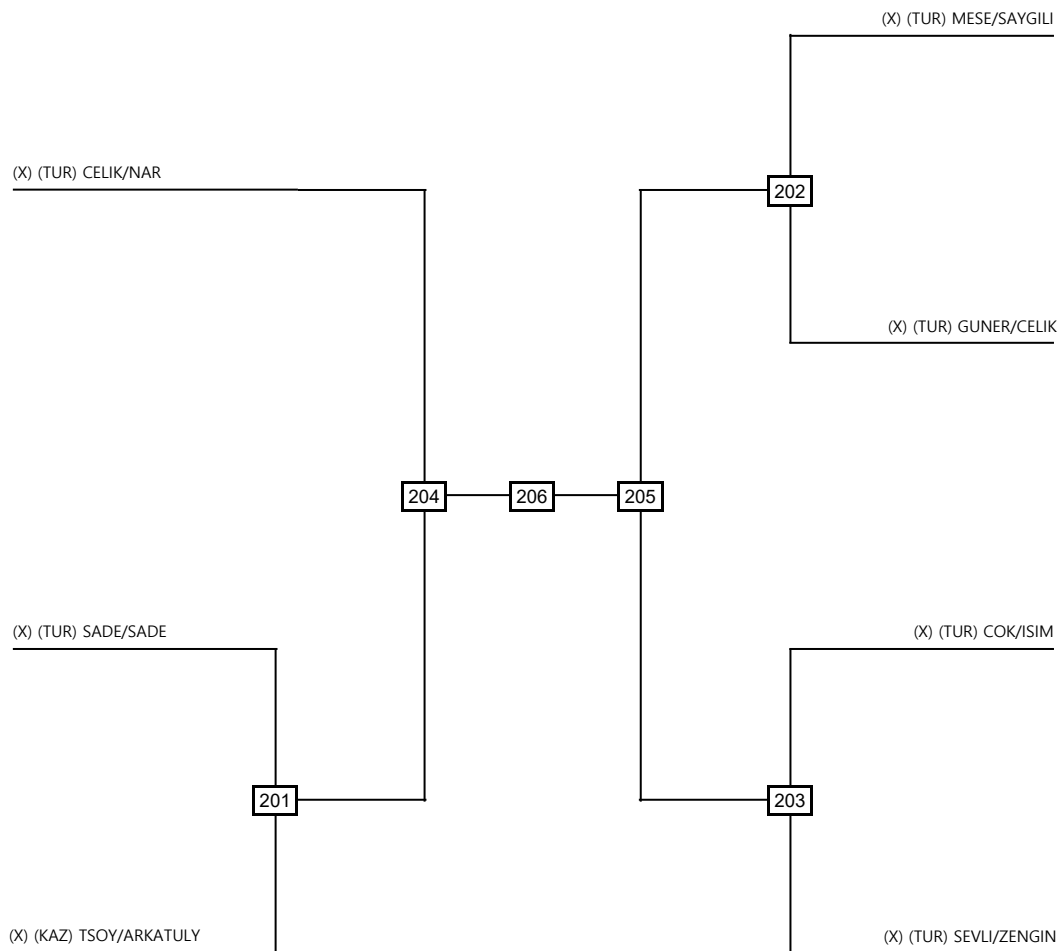 (X) (TUR) MESE/SAYGILI
(X) (TUR) CELIK/NAR
202
(X) (TUR) GUNER/CELIK
204
206
205
(X) (TUR) SADE/SADE
(X) (TUR) COK/ISIM
201
203
(X) (KAZ) TSOY/ARKATULY
(X) (TUR) SEVLI/ZENGIN